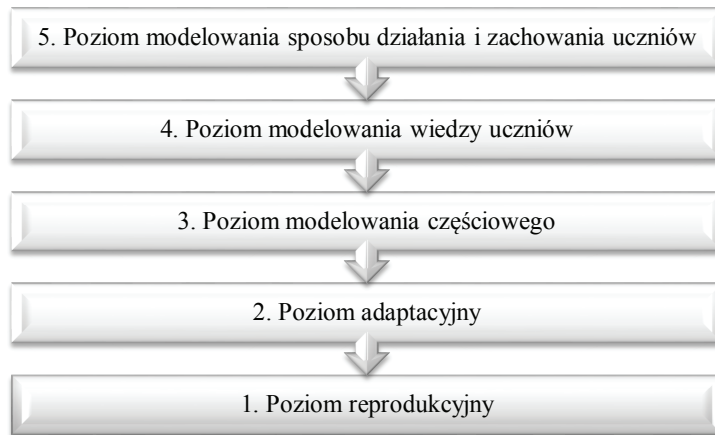 5. Poziom modelowania sposobu działania i zachowania uczniów
4. Poziom modelowania wiedzy uczniów
3. Poziom modelowania częściowego
2. Poziom adaptacyjny
1. Poziom reprodukcyjny